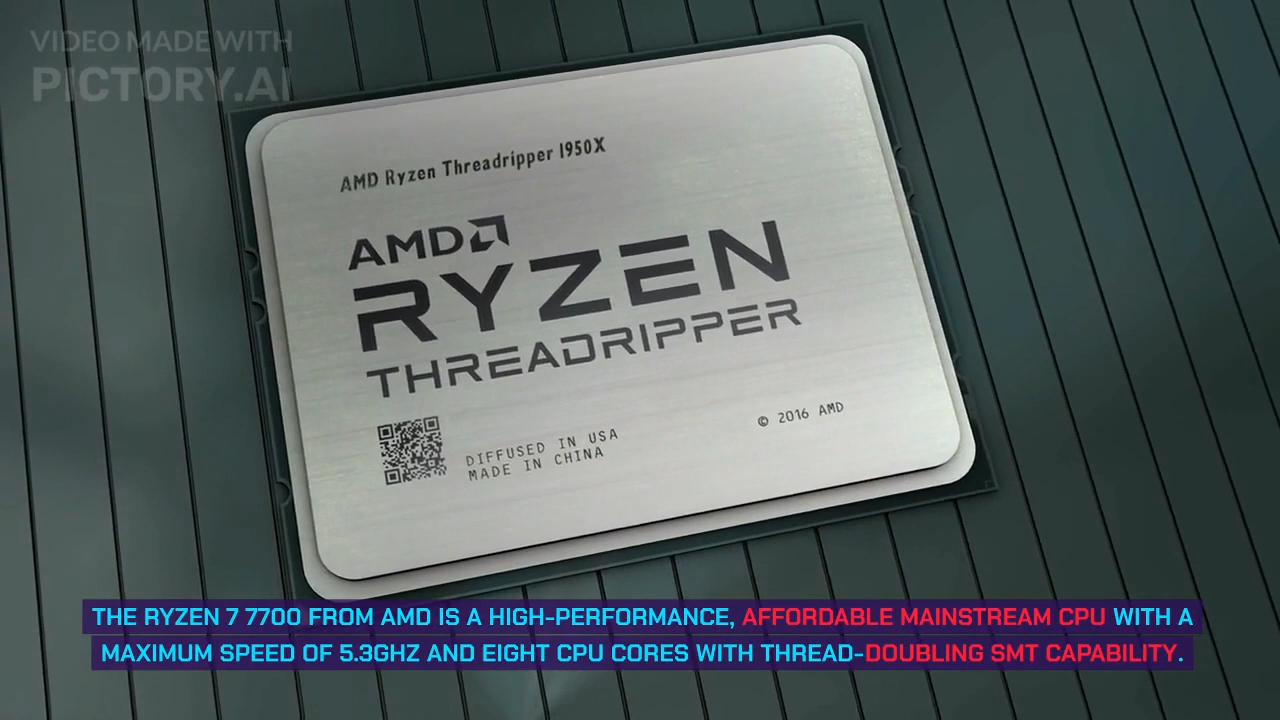 VIDEO MADE WITH
PICTORY.AI
AMD Ryzen Threadripper 1950X
AMD
RYZEN
THREADRIPPER
DIFFUSED IN USA
MADE IN CHINA
© 2016 AMD
THE RYZEN 7 7700 FROM AMD IS A HIGH-PERFORMANCE, AFFORDABLE MAINSTREAM CPU WITH A
MAXIMUM SPEED OF 5.3GHZ AND EIGHT CPU CORES WITH THREAD-DOUBLING SMT CAPABILITY.